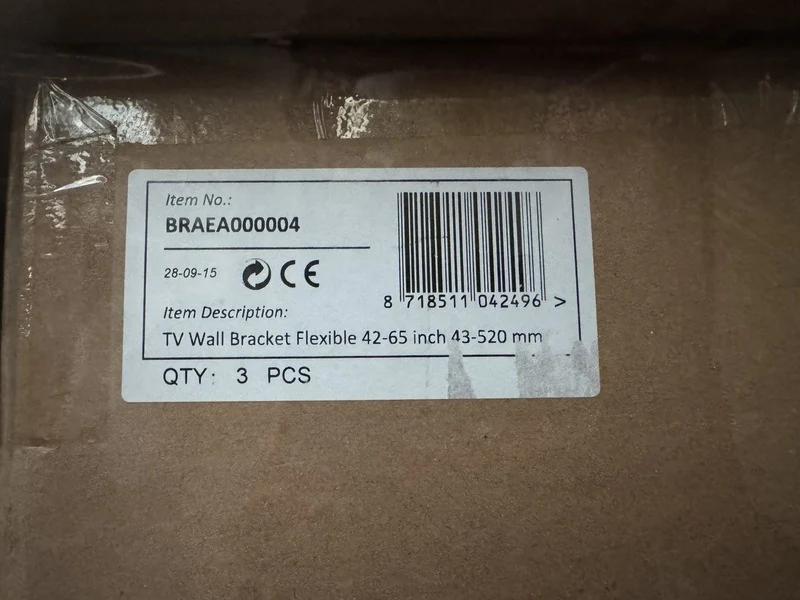 Item No.:
BRAEA000004
28-09-15 CE
8 718511 042496 >
Item Description:
TV Wall Bracket Flexible 42-65 inch 43-520 mm
QTY: 3 PCS